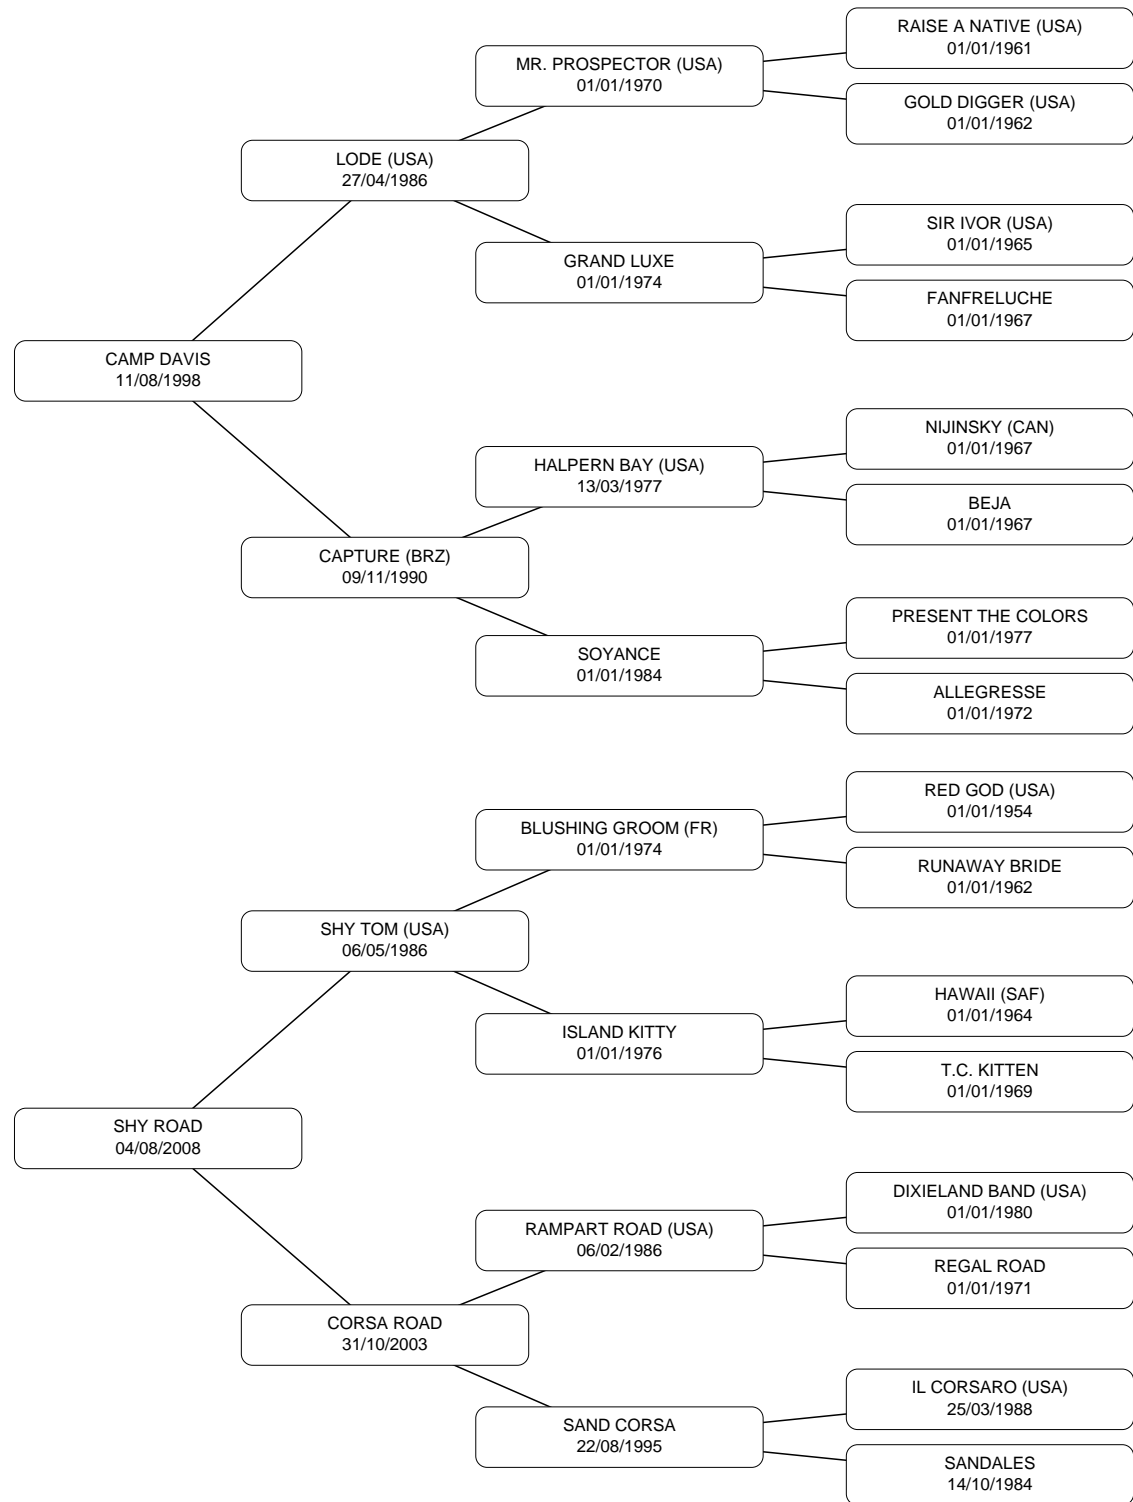 RAISE A NATIVE (USA)
01/01/1961
MR. PROSPECTOR (USA)
01/01/1970
GOLD DIGGER (USA)
01/01/1962
LODE (USA)
27/04/1986
SIR IVOR (USA)
01/01/1965
GRAND LUXE
01/01/1974
FANFRELUCHE
01/01/1967
CAMP DAVIS
11/08/1998
NIJINSKY (CAN)
01/01/1967
HALPERN BAY (USA)
13/03/1977
BEJA
01/01/1967
CAPTURE (BRZ)
09/11/1990
PRESENT THE COLORS
01/01/1977
SOYANCE
01/01/1984
ALLEGRESSE
01/01/1972
RED GOD (USA)
01/01/1954
BLUSHING GROOM (FR)
01/01/1974
RUNAWAY BRIDE
01/01/1962
SHY TOM (USA)
06/05/1986
HAWAII (SAF)
01/01/1964
ISLAND KITTY
01/01/1976
T.C. KITTEN
01/01/1969
SHY ROAD
04/08/2008
DIXIELAND BAND (USA)
01/01/1980
RAMPART ROAD (USA)
06/02/1986
REGAL ROAD
01/01/1971
CORSA ROAD
31/10/2003
IL CORSARO (USA)
25/03/1988
SAND CORSA
22/08/1995
SANDALES
14/10/1984